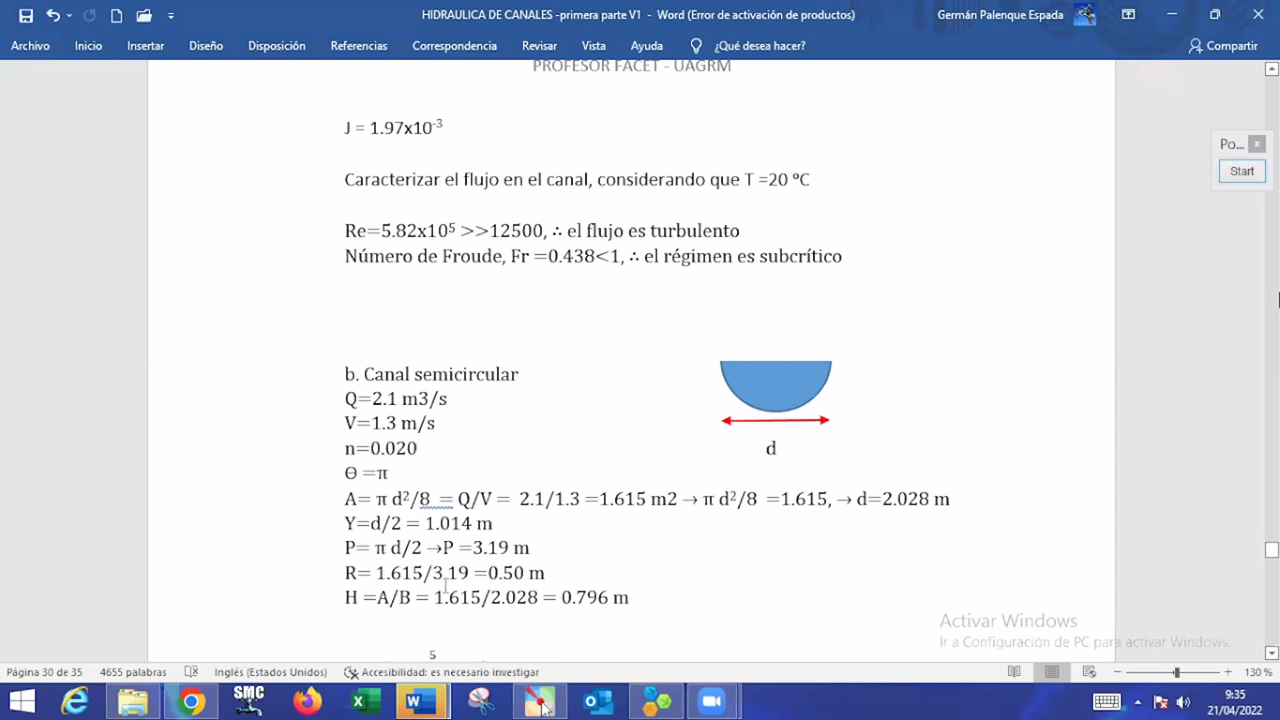 HIDRAULICA DE CANALES -primera parte V1 - Word (Error de activación de productos)
Germán Palenque Espada
Archivo Inicio Insertar Diseño Disposición Referencias Correspondencia Revisar Vista Ayuda ¿Qué desea hacer? Compartir
PROFESOR FACET - UAGRM
J = 1.97x10-3
Po...
Start
Caracterizar el flujo en el canal, considerando que T =20 ºC
Re=5.82x10⁵ >>12500, ∴ el flujo es turbulento
Número de Froude, Fr =0.438<1, ∴ el régimen es subcrítico
b. Canal semicircular
Q=2.1 m3/s
V=1.3 m/s
n=0.020
d
Ө =π
A= π d²/8 = Q/V = 2.1/1.3 =1.615 m2 → π d²/8 =1.615, → d=2.028 m
Y=d/2 = 1.014 m
P= π d/2 →P =3.19 m
R= 1.615/3.19 =0.50 m
H =A/B = 1.615/2.028 = 0.796 m
5
Activar Windows
Ir a Configuración de PC para activar Windows.
Página 30 de 35 4655 palabras Inglés (Estados Unidos) Accesibilidad: es necesario investigar 130 %
SMC
9:35
21/04/2022